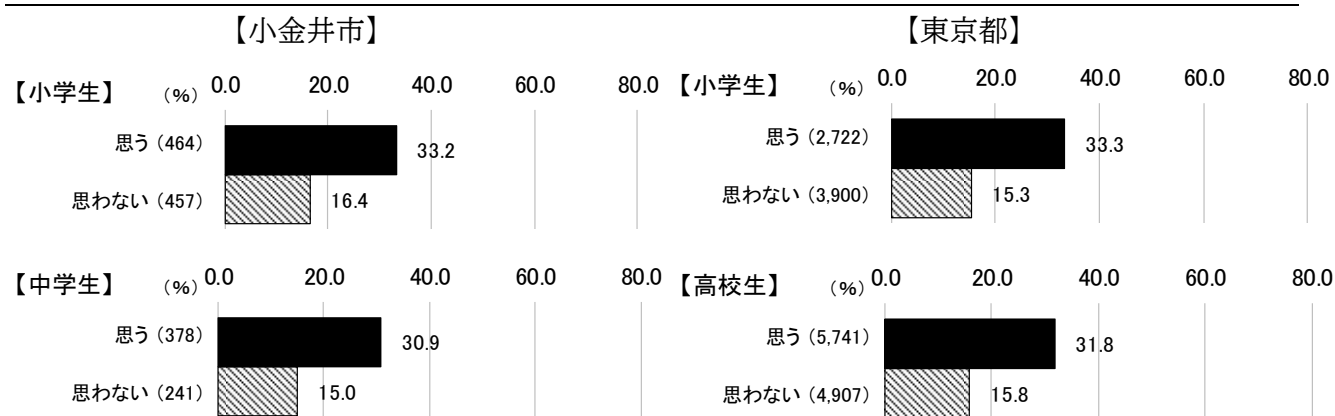 【小金井市】
【小学生】 (%) 0.0 20.0 40.0 60.0 80.0
思う (464) 33.2
思わない (457) 16.4
【中学生】 (%) 0.0 20.0 40.0 60.0 80.0
思う (378) 30.9
思わない (241) 15.0
【東京都】
【小学生】 (%) 0.0 20.0 40.0 60.0 80.0
思う (2,722) 33.3
思わない (3,900) 15.3
【高校生】 (%) 0.0 20.0 40.0 60.0 80.0
思う (5,741) 31.8
思わない (4,907) 15.8